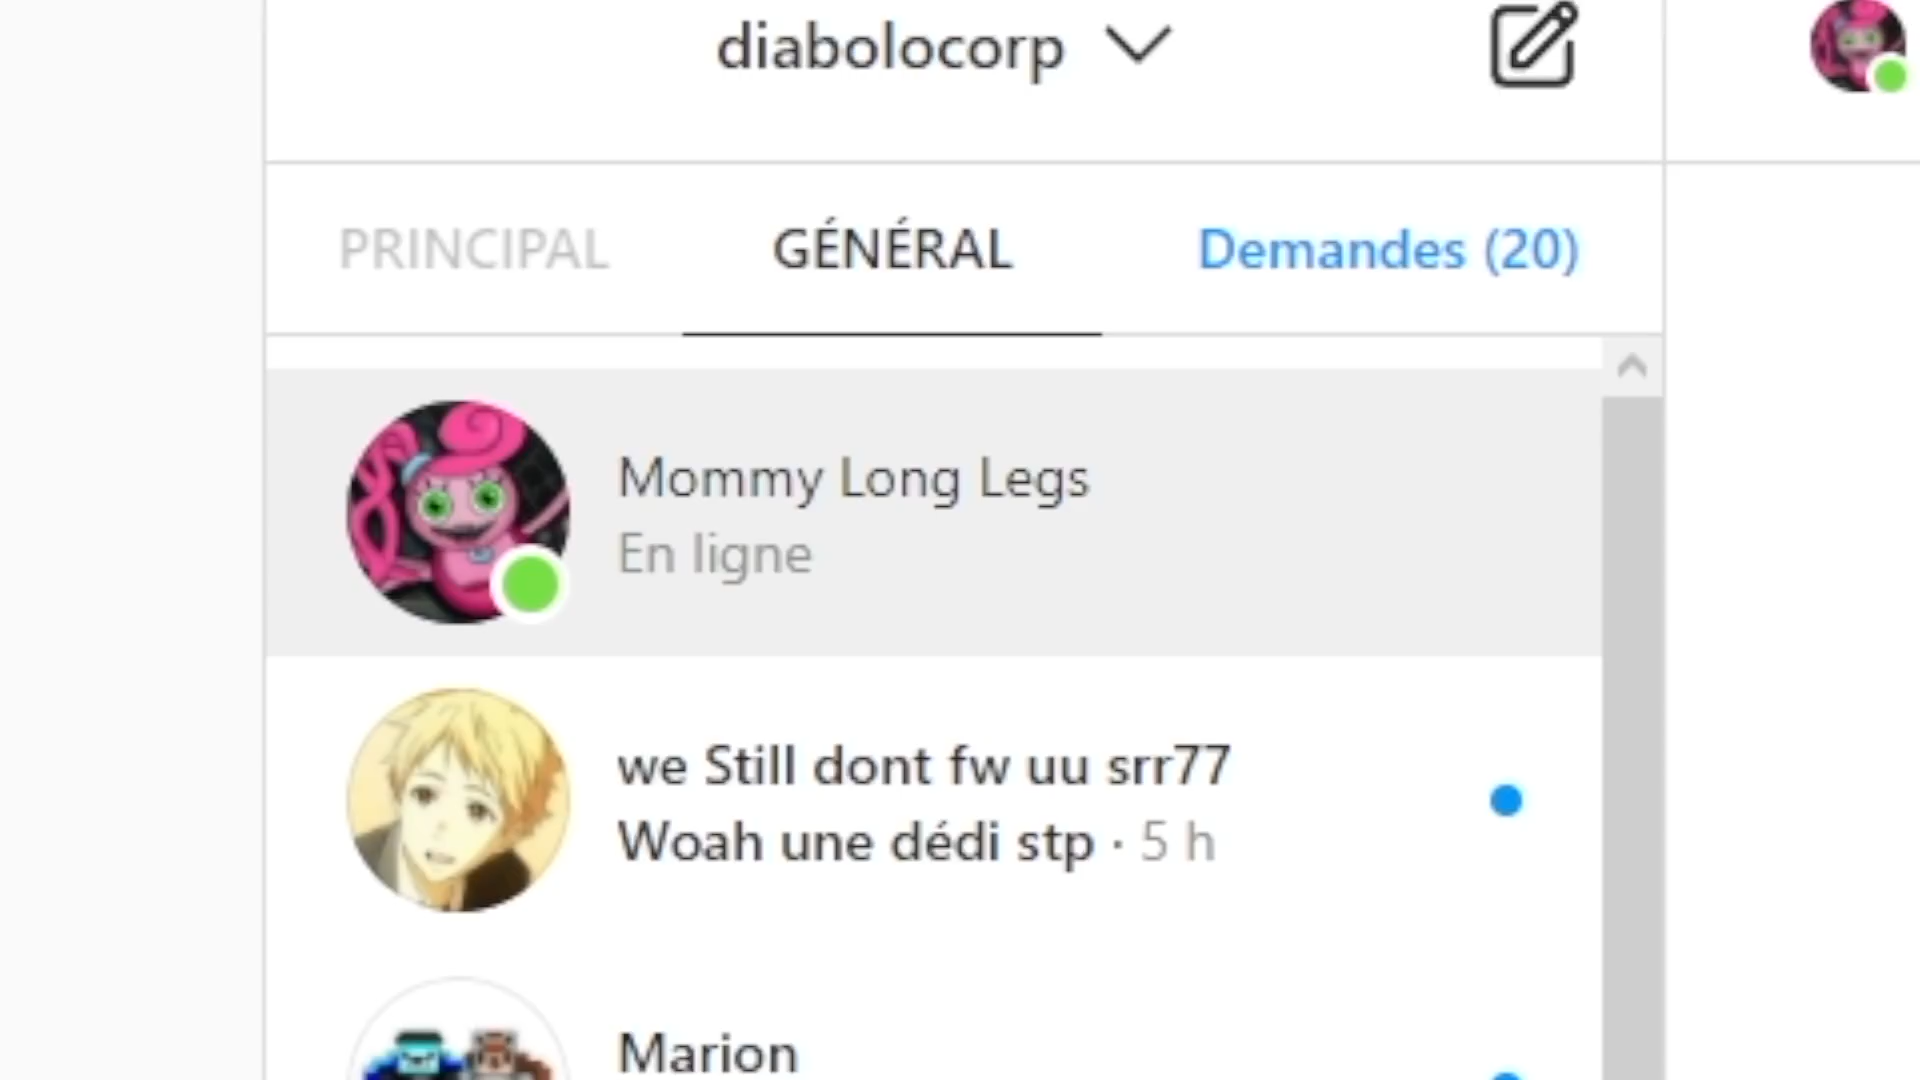 diabolocorp
PRINCIPAL GÉNÉRAL Demandes (20)
Mommy Long Legs
En ligne
we Still dont fw uu srr77
Woah une dédi stp · 5 h
Marion